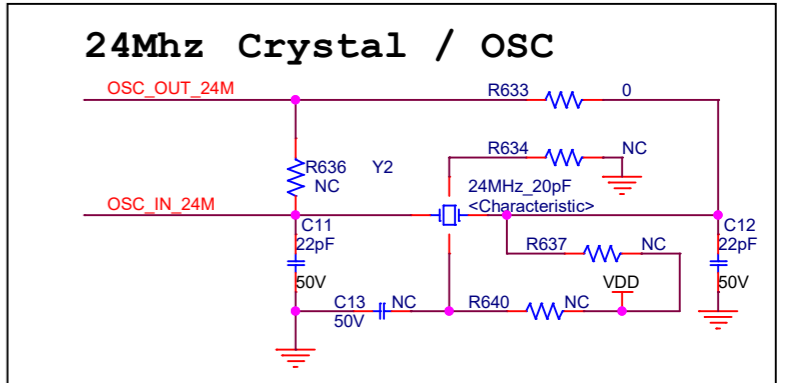 24Mhz Crystal / OSC
OSC_OUT_24M
R633
0
R634
NC
R636
NC
Y2
24MHz_20pF
<Characteristic>
OSC_IN_24M
C11
22pF
50V
C12
22pF
50V
R637
NC
VDD
C13
NC
50V
R640
NC